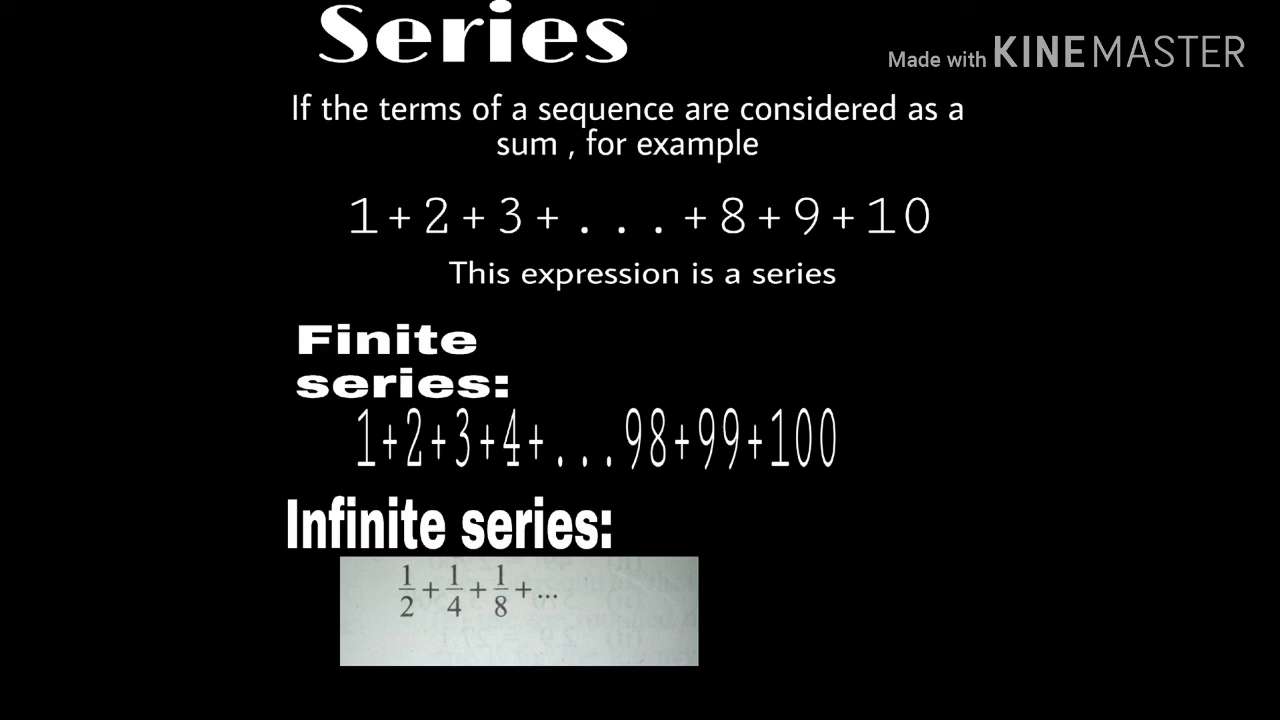 Series
Made with KINEMASTER
If the terms of a sequence are considered as a
sum , for example
1+2+3+...+8+9+10
This expression is a series
Finite
series:
1+2+3+4+...98+99+100
Infinite series:
1/2 + 1/4 + 1/8 + ...